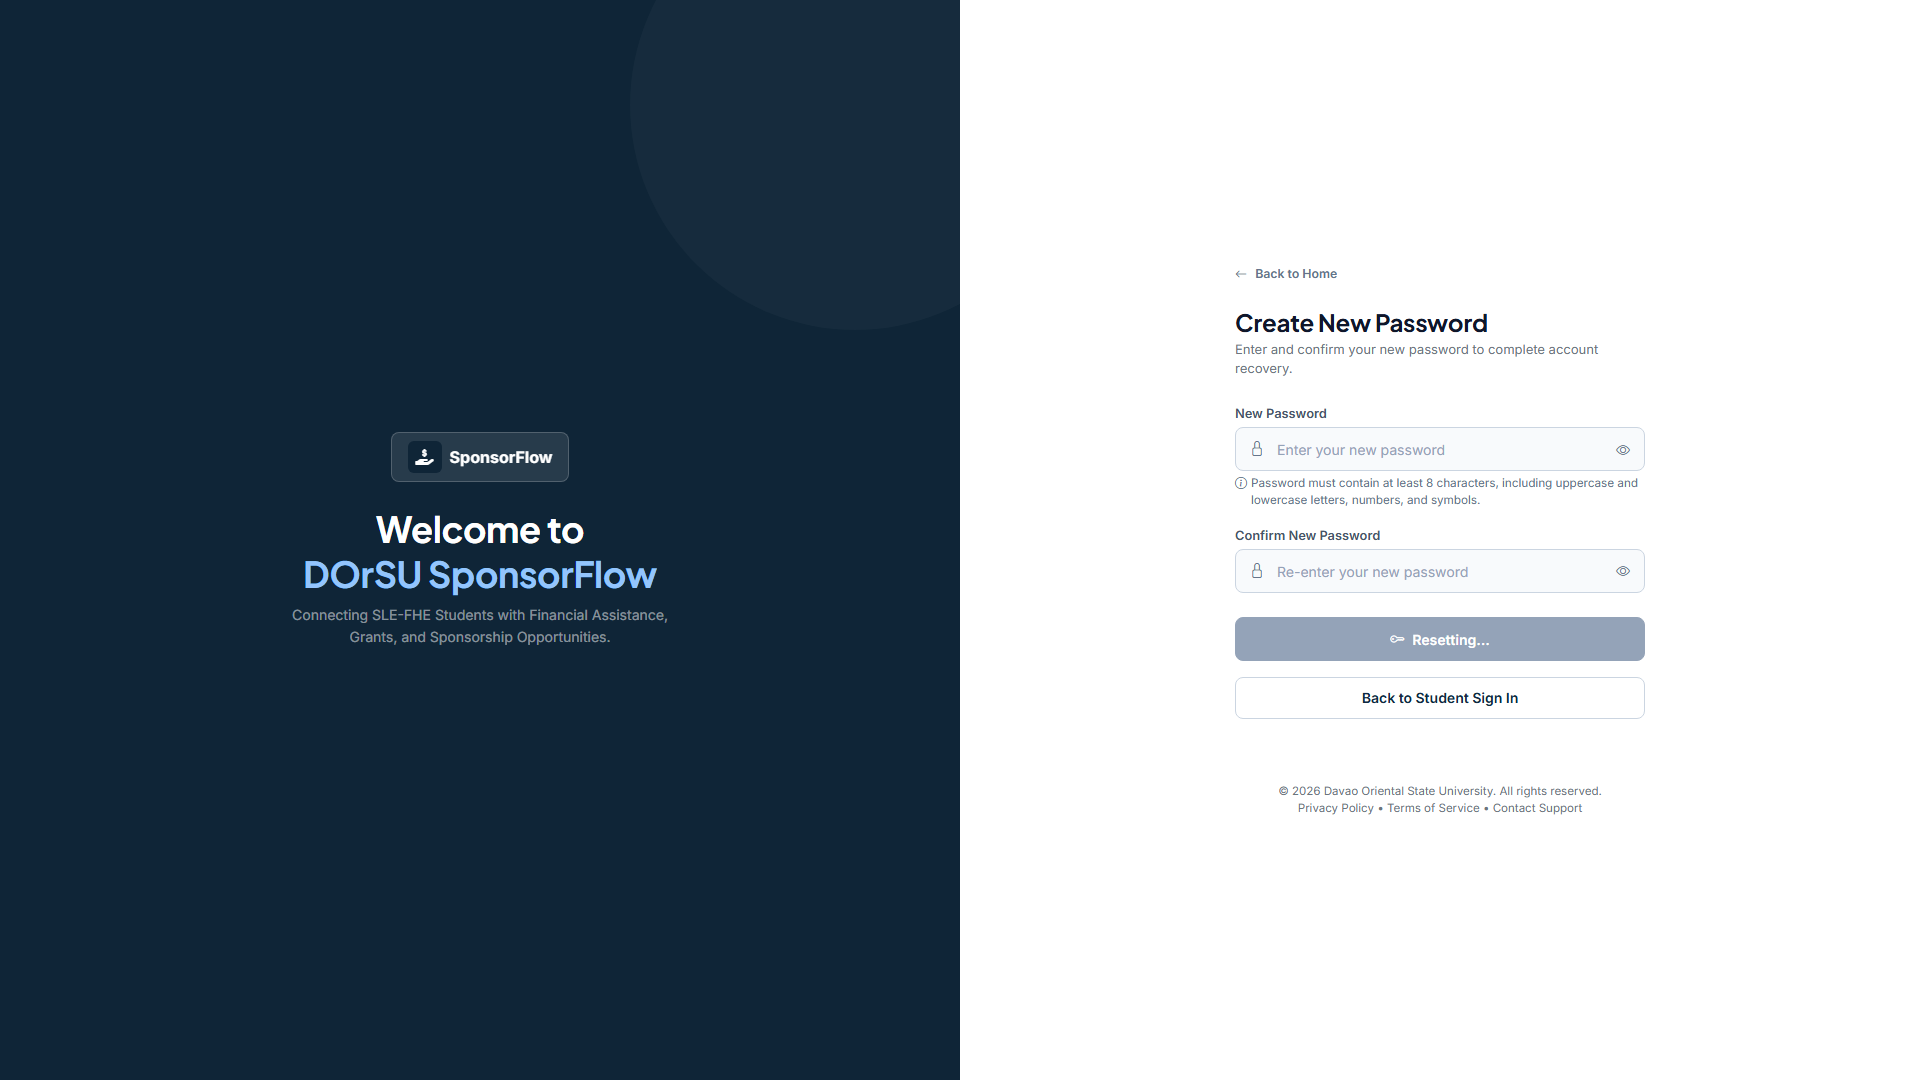 SponsorFlow
Welcome to
DOrSU SponsorFlow
Connecting SLE-FHE Students with Financial Assistance,
Grants, and Sponsorship Opportunities.
Back to Home
Create New Password
Enter and confirm your new password to complete account
recovery.
New Password
Enter your new password
Password must contain at least 8 characters, including uppercase and
lowercase letters, numbers, and symbols.
Confirm New Password
Re-enter your new password
Resetting...
Back to Student Sign In
© 2026 Davao Oriental State University. All rights reserved.
Privacy Policy • Terms of Service • Contact Support